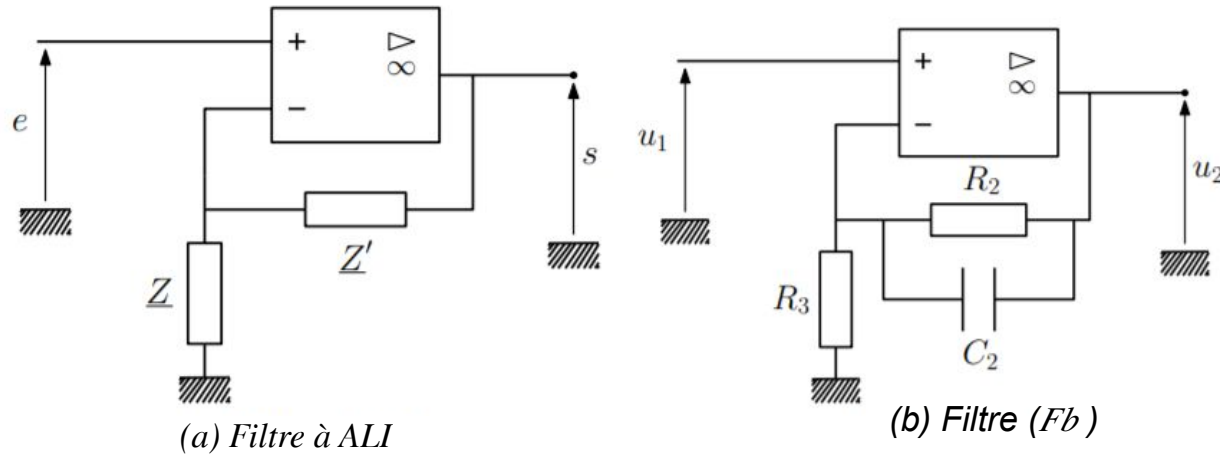 +
▷
∞
−
e
s
Z'
Z
(a) Filtre à ALI
+
▷
∞
−
u₁
u₂
R₂
R₃
C₂
(b) Filtre (Fb )